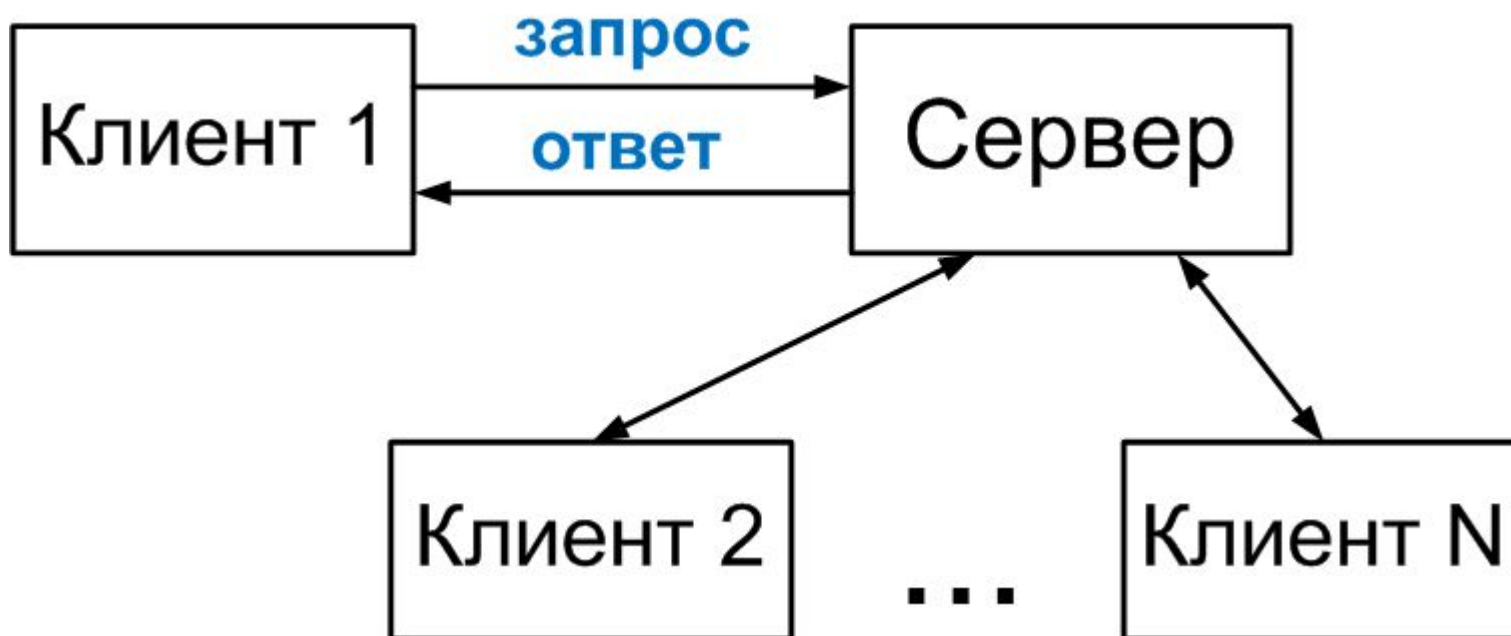 запрос
Клиент 1
Сервер
ответ
Клиент 2
...
Клиент N